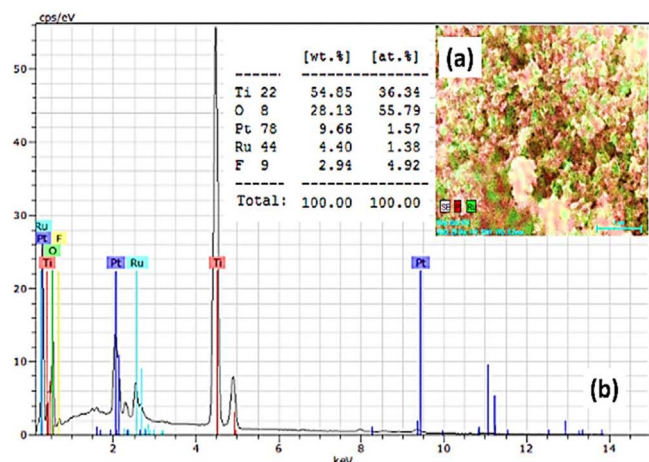 cps/eV
50
40
30
20
10
0
[wt.%] [at.%]
Ti 22 54.85 36.34
O 8 28.13 55.79
Pt 78 9.66 1.57
Ru 44 4.40 1.38
F 9 2.94 4.92
Total: 100.00 100.00
(a)
SE
Ru
Ru
Pt F
O
Ti
Pt Ru Ti Pt
(b)
2 4 6 8 10 12 14
keV